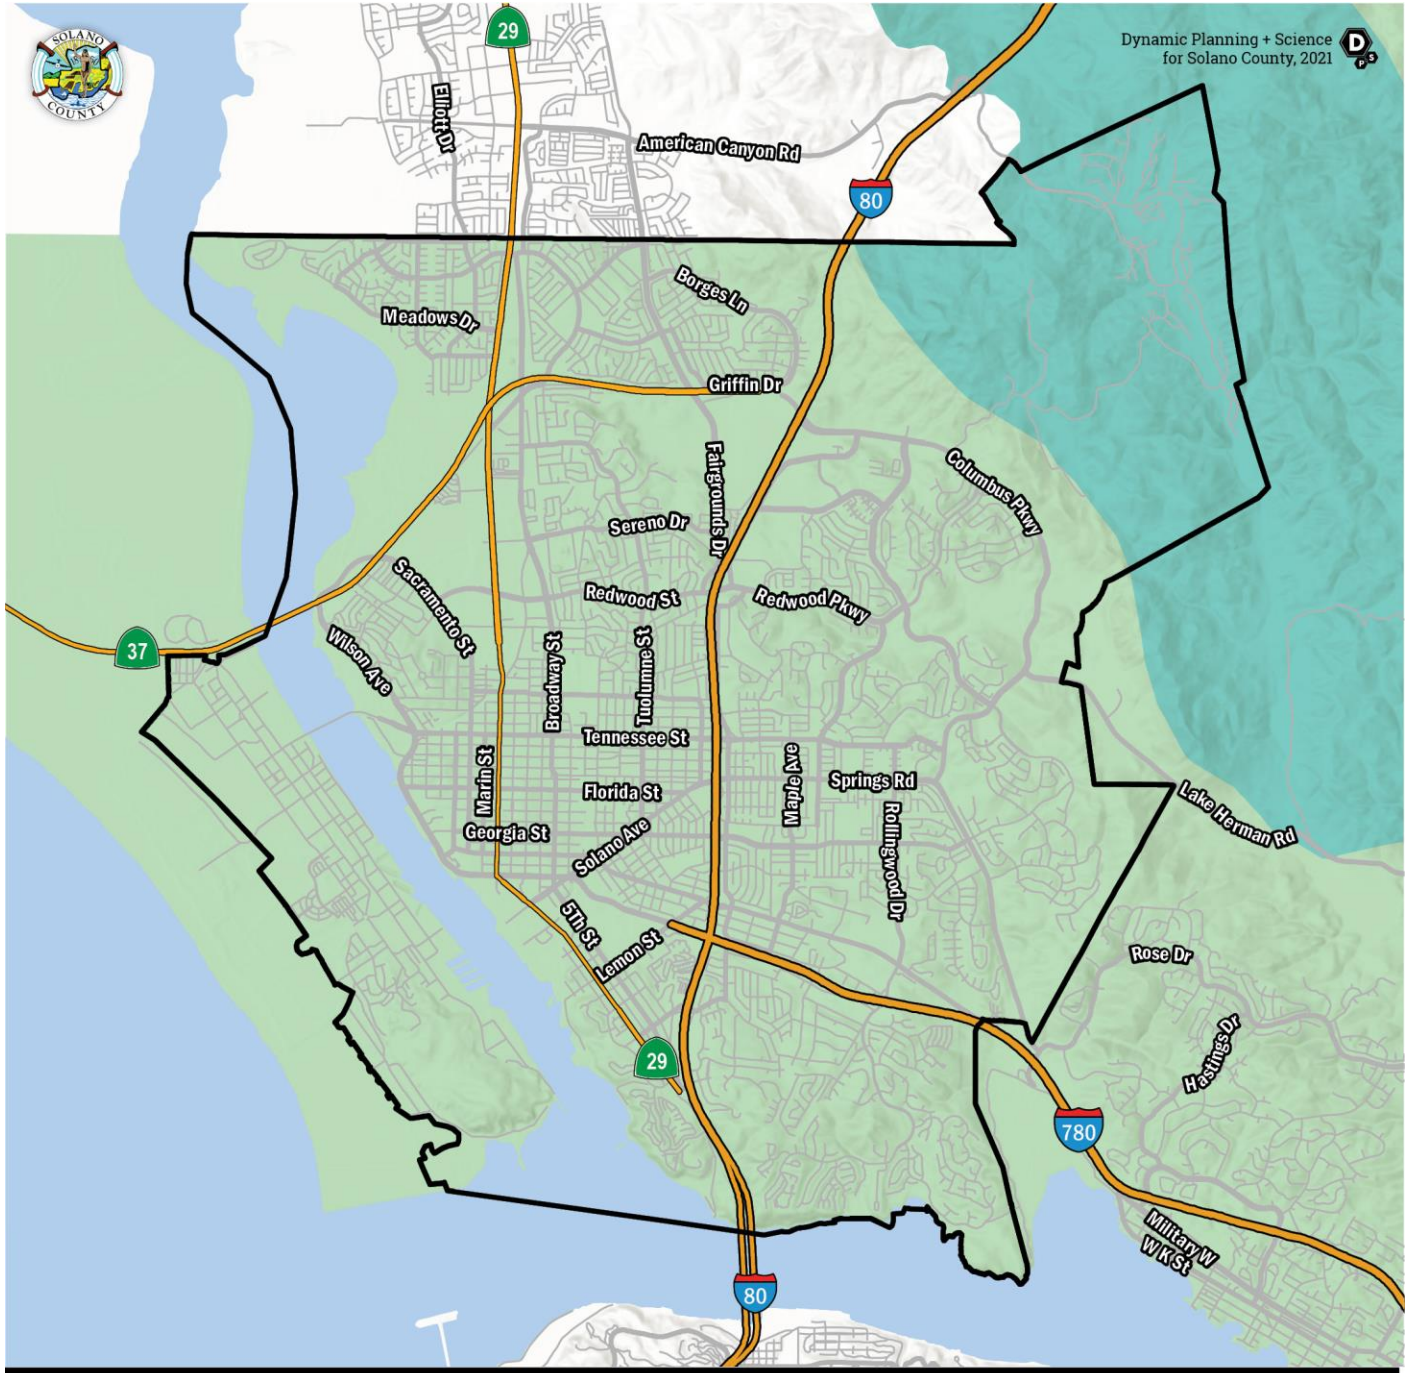 SOLANO
COUNTY
29
Dynamic Planning + Science
for Solano County, 2021
D
P
S
Elliott Dr
American Canyon Rd
80
Borges Ln
Meadows Dr
Griffin Dr
Fairgrounds Dr
Columbus Pkwy
Sereno Dr
Sacramento St
Redwood St
Redwood Pkwy
37
Wilson Ave
Broadway St
Tuolumne St
Tennessee St
Marin St
Maple Ave
Springs Rd
Florida St
Lake Herman Rd
Georgia St
Solano Ave
Rollingwood Dr
5Th St
Lemon St
Rose Dr
Hastings Dr
29
780
Military W
W K St
80